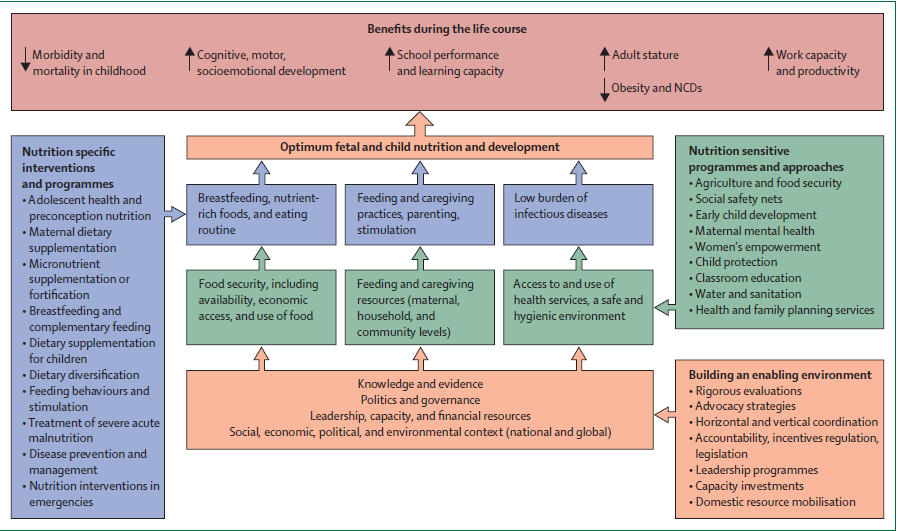 Benefits during the life course
↓ Morbidity and
mortality in childhood
↑ Cognitive, motor,
socioemotional development
↑ School performance
and learning capacity
↑ Adult stature
↓ Obesity and NCDs
↑ Work capacity
and productivity
Nutrition specific
interventions
and programmes
• Adolescent health and
preconception nutrition
• Maternal dietary
supplementation
• Micronutrient
supplementation or
fortification
• Breastfeeding and
complementary feeding
• Dietary supplementation
for children
• Dietary diversification
• Feeding behaviours and
stimulation
• Treatment of severe acute
malnutrition
• Disease prevention and
management
• Nutrition interventions in
emergencies
Optimum fetal and child nutrition and development
Breastfeeding, nutrient-
rich foods, and eating
routine
Feeding and caregiving
practices, parenting,
stimulation
Low burden of
infectious diseases
Food security, including
availability, economic
access, and use of food
Feeding and caregiving
resources (maternal,
household, and
community levels)
Access to and use of
health services, a safe and
hygienic environment
Knowledge and evidence
Politics and governance
Leadership, capacity, and financial resources
Social, economic, political, and environmental context (national and global)
Nutrition sensitive
programmes and approaches
• Agriculture and food security
• Social safety nets
• Early child development
• Maternal mental health
• Women's empowerment
• Child protection
• Classroom education
• Water and sanitation
• Health and family planning services
Building an enabling environment
• Rigorous evaluations
• Advocacy strategies
• Horizontal and vertical coordination
• Accountability, incentives regulation,
legislation
• Leadership programmes
• Capacity investments
• Domestic resource mobilisation